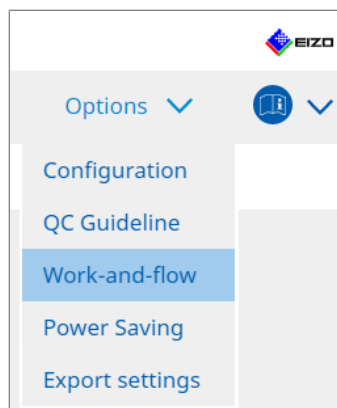 EIZO
Options
Configuration
QC Guideline
Work-and-flow
Power Saving
Export settings